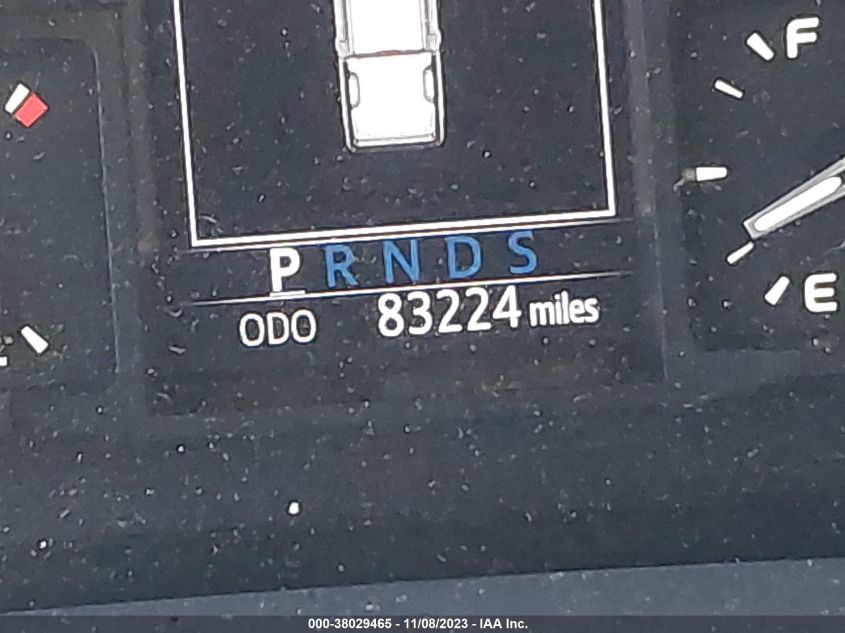 F
P R N D S
E
ODO 83224 miles
000-38029465 - 11/08/2023 - IAA Inc.